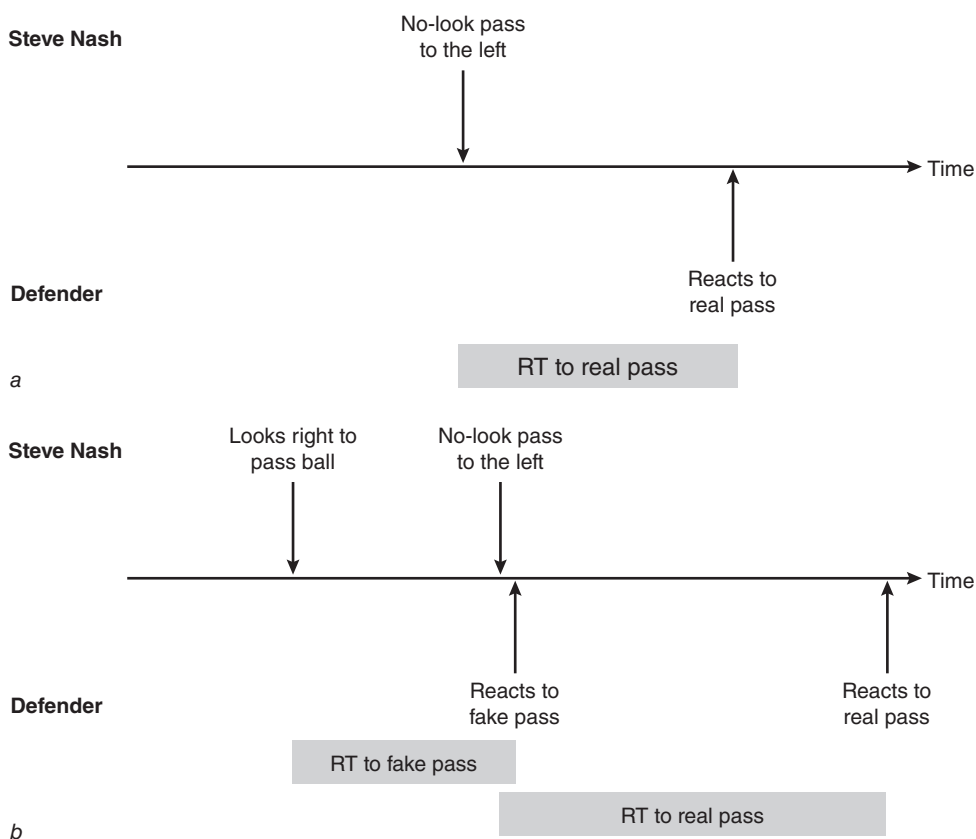 Steve Nash
No-look pass
to the left
Time
Defender
Reacts to
real pass
RT to real pass
a
Steve Nash
Looks right to
pass ball
No-look pass
to the left
Time
Defender
Reacts to
fake pass
Reacts to
real pass
RT to fake pass
RT to real pass
b